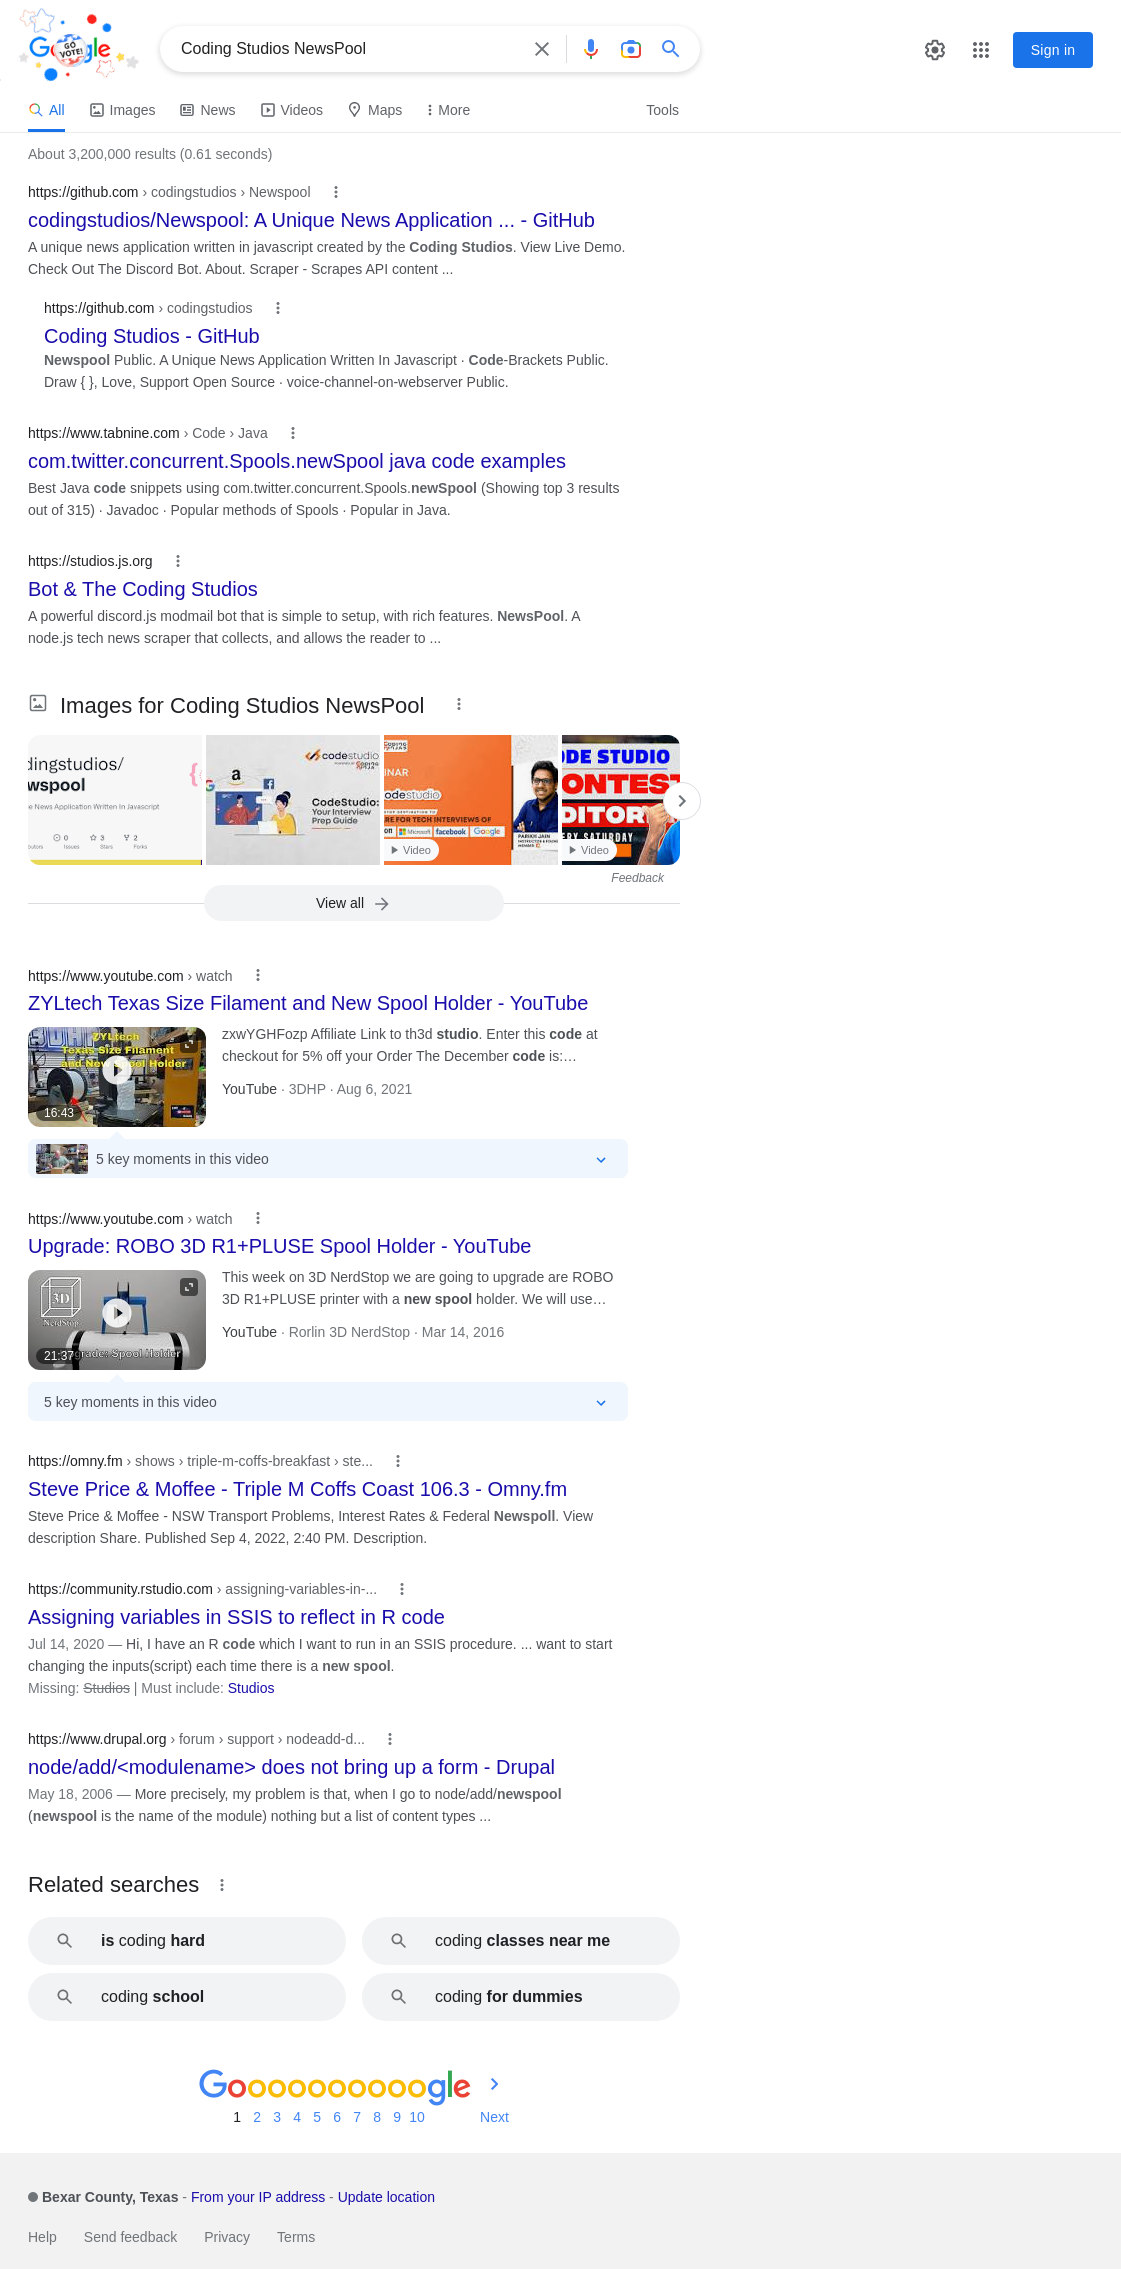 GO VOTE!
Coding Studios NewsPool
Sign in
All Images News Videos Maps More Tools
About 3,200,000 results (0.61 seconds)
https://github.com › codingstudios › Newspool
codingstudios/Newspool: A Unique News Application ... - GitHub
A unique news application written in javascript created by the Coding Studios. View Live Demo.
Check Out The Discord Bot. About. Scraper - Scrapes API content ...
https://github.com › codingstudios
Coding Studios - GitHub
Newspool Public. A Unique News Application Written In Javascript · Code-Brackets Public.
Draw { }, Love, Support Open Source · voice-channel-on-webserver Public.
https://www.tabnine.com › Code › Java
com.twitter.concurrent.Spools.newSpool java code examples
Best Java code snippets using com.twitter.concurrent.Spools.newSpool (Showing top 3 results
out of 315) · Javadoc · Popular methods of Spools · Popular in Java.
https://studios.js.org
Bot & The Coding Studios
A powerful discord.js modmail bot that is simple to setup, with rich features. NewsPool. A
node.js tech news scraper that collects, and allows the reader to ...
Images for Coding Studios NewsPool
dingstudios/
wspool
e News Application Written In Javascript
0 3 2
Issues Stars Forks
codestudio
a
CodeStudio:
Your Interview
Prep Guide
INAR
destudio
RE FOR TECH INTERVIEWS OF
on Microsoft facebook Google
PARIKH JAIN
Video
ODE STUDIO
ONTEST
DITOR
RY SATURDAY
Video
Feedback
View all
https://www.youtube.com › watch
ZYLtech Texas Size Filament and New Spool Holder - YouTube
ZYLtech
Texas Size Filament
and New Spool Holder
16:43
zxwYGHFozp Affiliate Link to th3d studio. Enter this code at
checkout for 5% off your Order The December code is:…
YouTube · 3DHP · Aug 6, 2021
5 key moments in this video
https://www.youtube.com › watch
Upgrade: ROBO 3D R1+PLUSE Spool Holder - YouTube
3D
NerdStop
grade: Spool Holder
21:37
This week on 3D NerdStop we are going to upgrade are ROBO
3D R1+PLUSE printer with a new spool holder. We will use…
YouTube · Rorlin 3D NerdStop · Mar 14, 2016
5 key moments in this video
https://omny.fm › shows › triple-m-coffs-breakfast › ste...
Steve Price & Moffee - Triple M Coffs Coast 106.3 - Omny.fm
Steve Price & Moffee - NSW Transport Problems, Interest Rates & Federal Newspoll. View
description Share. Published Sep 4, 2022, 2:40 PM. Description.
https://community.rstudio.com › assigning-variables-in-...
Assigning variables in SSIS to reflect in R code
Jul 14, 2020 — Hi, I have an R code which I want to run in an SSIS procedure. ... want to start
changing the inputs(script) each time there is a new spool.
Missing: Studios | Must include: Studios
https://www.drupal.org › forum › support › nodeadd-d...
node/add/<modulename> does not bring up a form - Drupal
May 18, 2006 — More precisely, my problem is that, when I go to node/add/newspool
(newspool is the name of the module) nothing but a list of content types ...
Related searches
is coding hard
coding classes near me
coding school
coding for dummies
Goooooooooogle
1 2 3 4 5 6 7 8 9 10 Next
Bexar County, Texas - From your IP address - Update location
Help Send feedback Privacy Terms